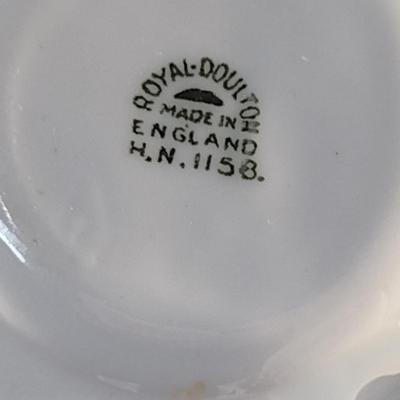 ROYAL-DOULTON
MADE IN
ENGLAND
H.N.1158.